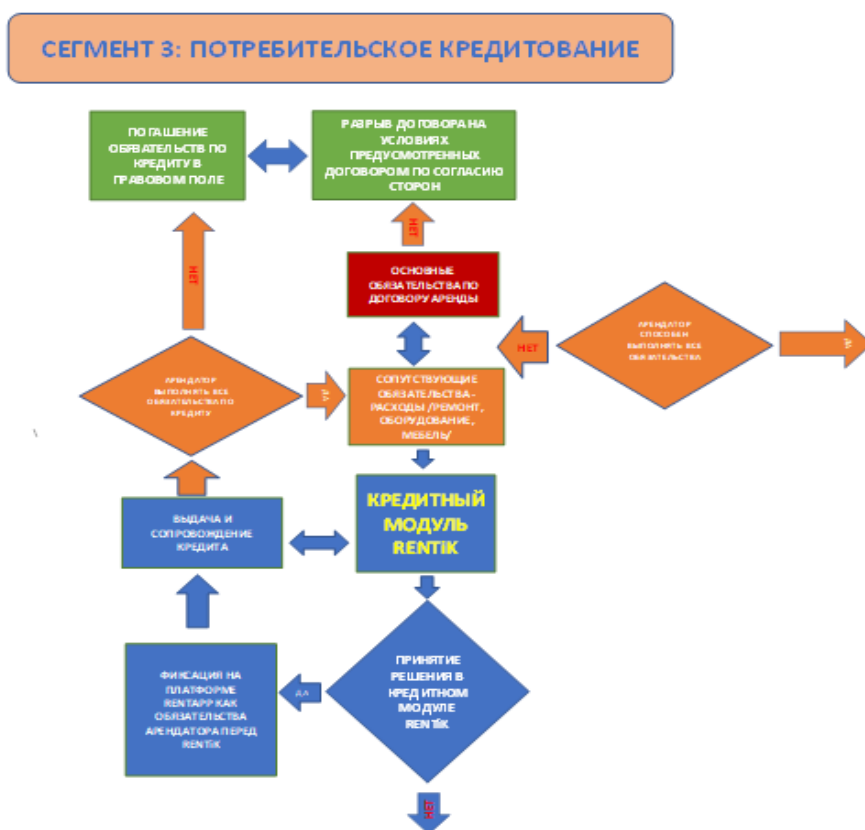 СЕГМЕНТ 3: ПОТРЕБИТЕЛЬСКОЕ КРЕДИТОВАНИЕ
ПОГАШЕНИЕ
ОБЯЗАТЕЛЬСТВ ПО
КРЕДИТУ В
ПРАВОВОМ ПОЛЕ
РАЗРЫВ ДОГОВОРА НА
УСЛОВИЯХ
ПРЕДУСМОТРЕННЫХ
ДОГОВОРОМ ПО СОГЛАСИЮ
СТОРОН
НЕТ
НЕТ
ОСНОВНЫЕ
ОБЯЗАТЕЛЬСТВА ПО
ДОГОВОРУ АРЕНДЫ
АРЕНДАТОР
СПОСОБЕН
ВЫПОЛНЯТЬ ВСЕ
ОБЯЗАТЕЛЬСТВА
НЕТ
ДА
АРЕНДАТОР
ВЫПОЛНЯТЬ ВСЕ
ОБЯЗАТЕЛЬСТВА ПО
КРЕДИТУ
ДА
СОПУТСТВУЮЩИЕ
ОБЯЗАТЕЛЬСТВА-
РАСХОДЫ /РЕМОНТ,
ОБОРУДОВАНИЕ,
МЕБЕЛЬ/
ВЫДАЧА И
СОПРОВОЖДЕНИЕ
КРЕДИТА
КРЕДИТНЫЙ
МОДУЛЬ
RENTiK
ПРИНЯТИЕ
РЕШЕНИЯ В
КРЕДИТНОМ
МОДУЛЕ
RENTiK
ДА
ФИКСАЦИЯ НА
ПЛАТФОРМЕ
RENTAPP КАК
ОБЯЗАТЕЛЬСТВА
АРЕНДАТОРА ПЕРЕД
RENTiK
НЕТ